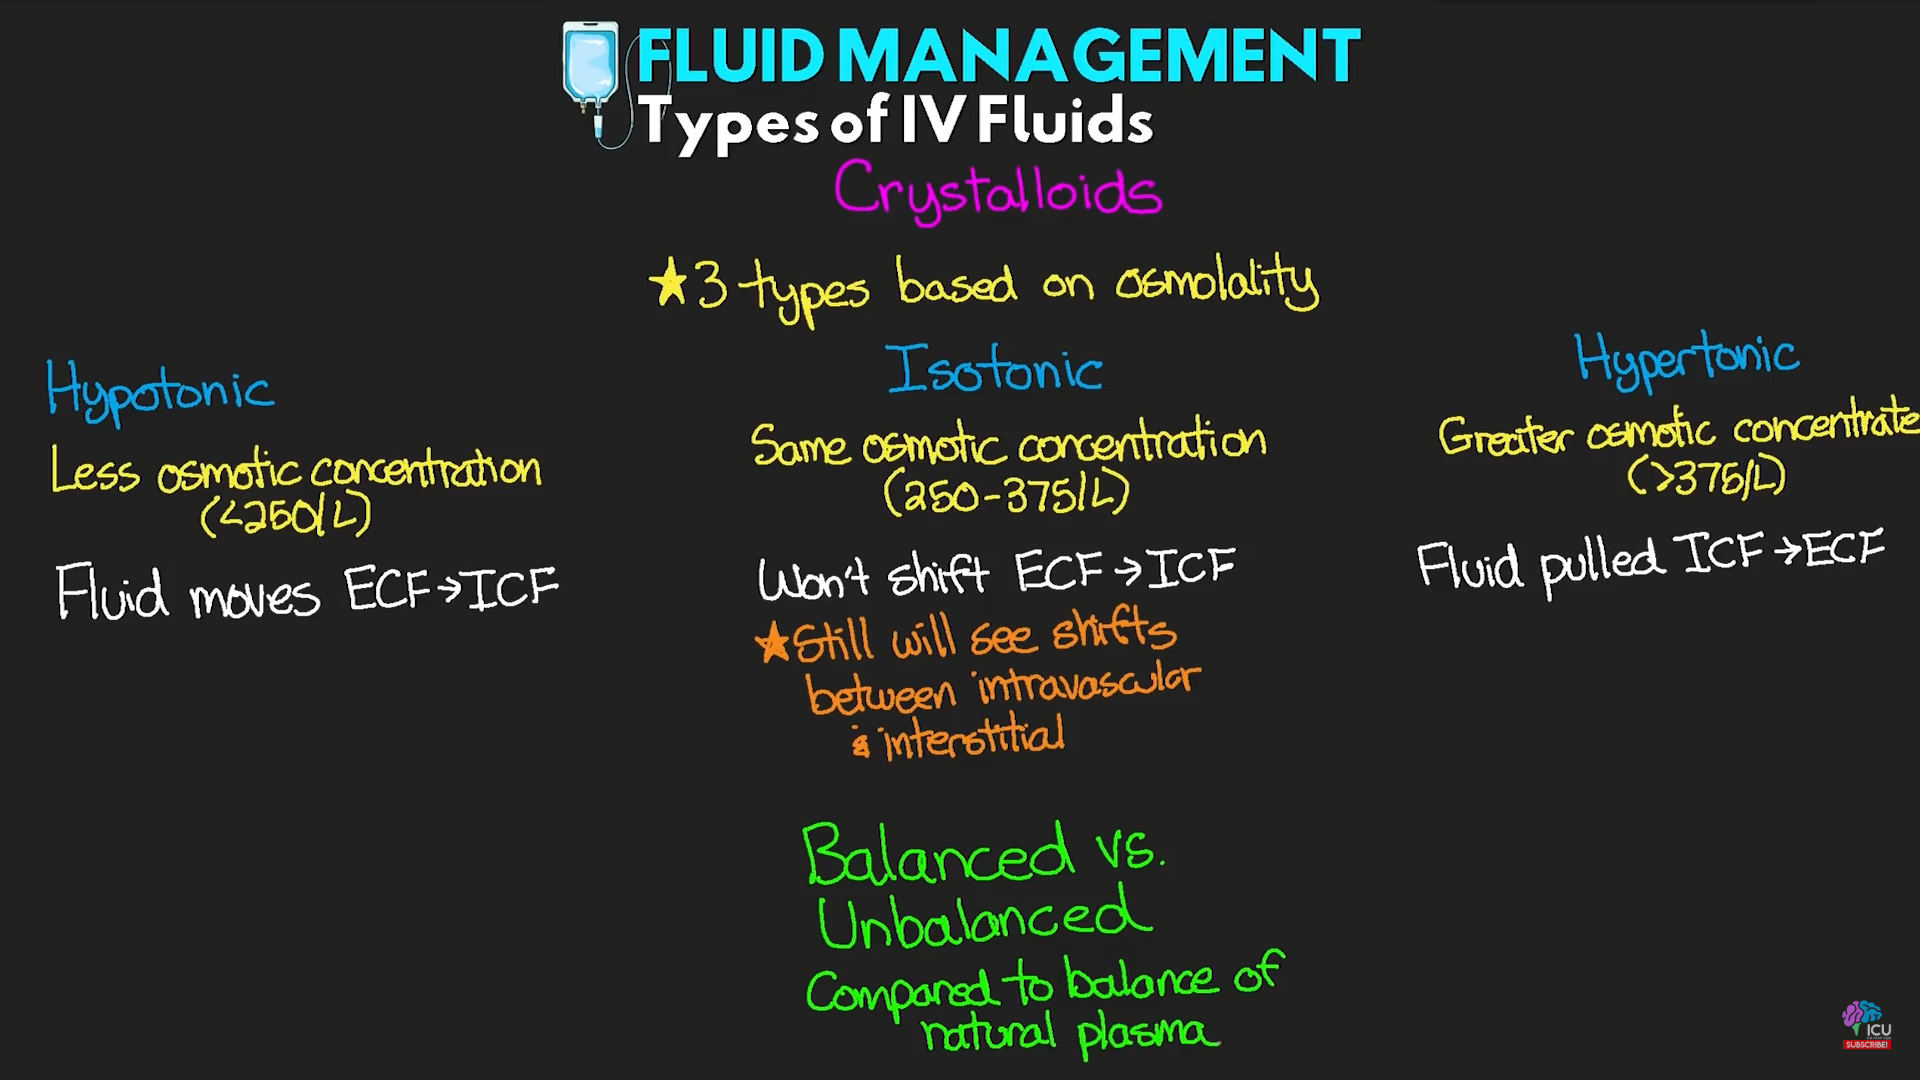 FLUID MANAGEMENT
Types of IV Fluids
Crystalloids
★3 types based on osmolality
Hypotonic
Less osmotic concentration
(<250/L)
Fluid moves ECF→ICF
Isotonic
Same osmotic concentration
(250-375/L)
Won't shift ECF→ICF
★Still will see shifts
between intravascular
& interstitial
Hypertonic
Greater osmotic concentrate
(>375/L)
Fluid pulled ICF→ECF
Balanced vs.
Unbalanced
Compared to balance of
natural plasma
ICU
SUBSCRIBE!